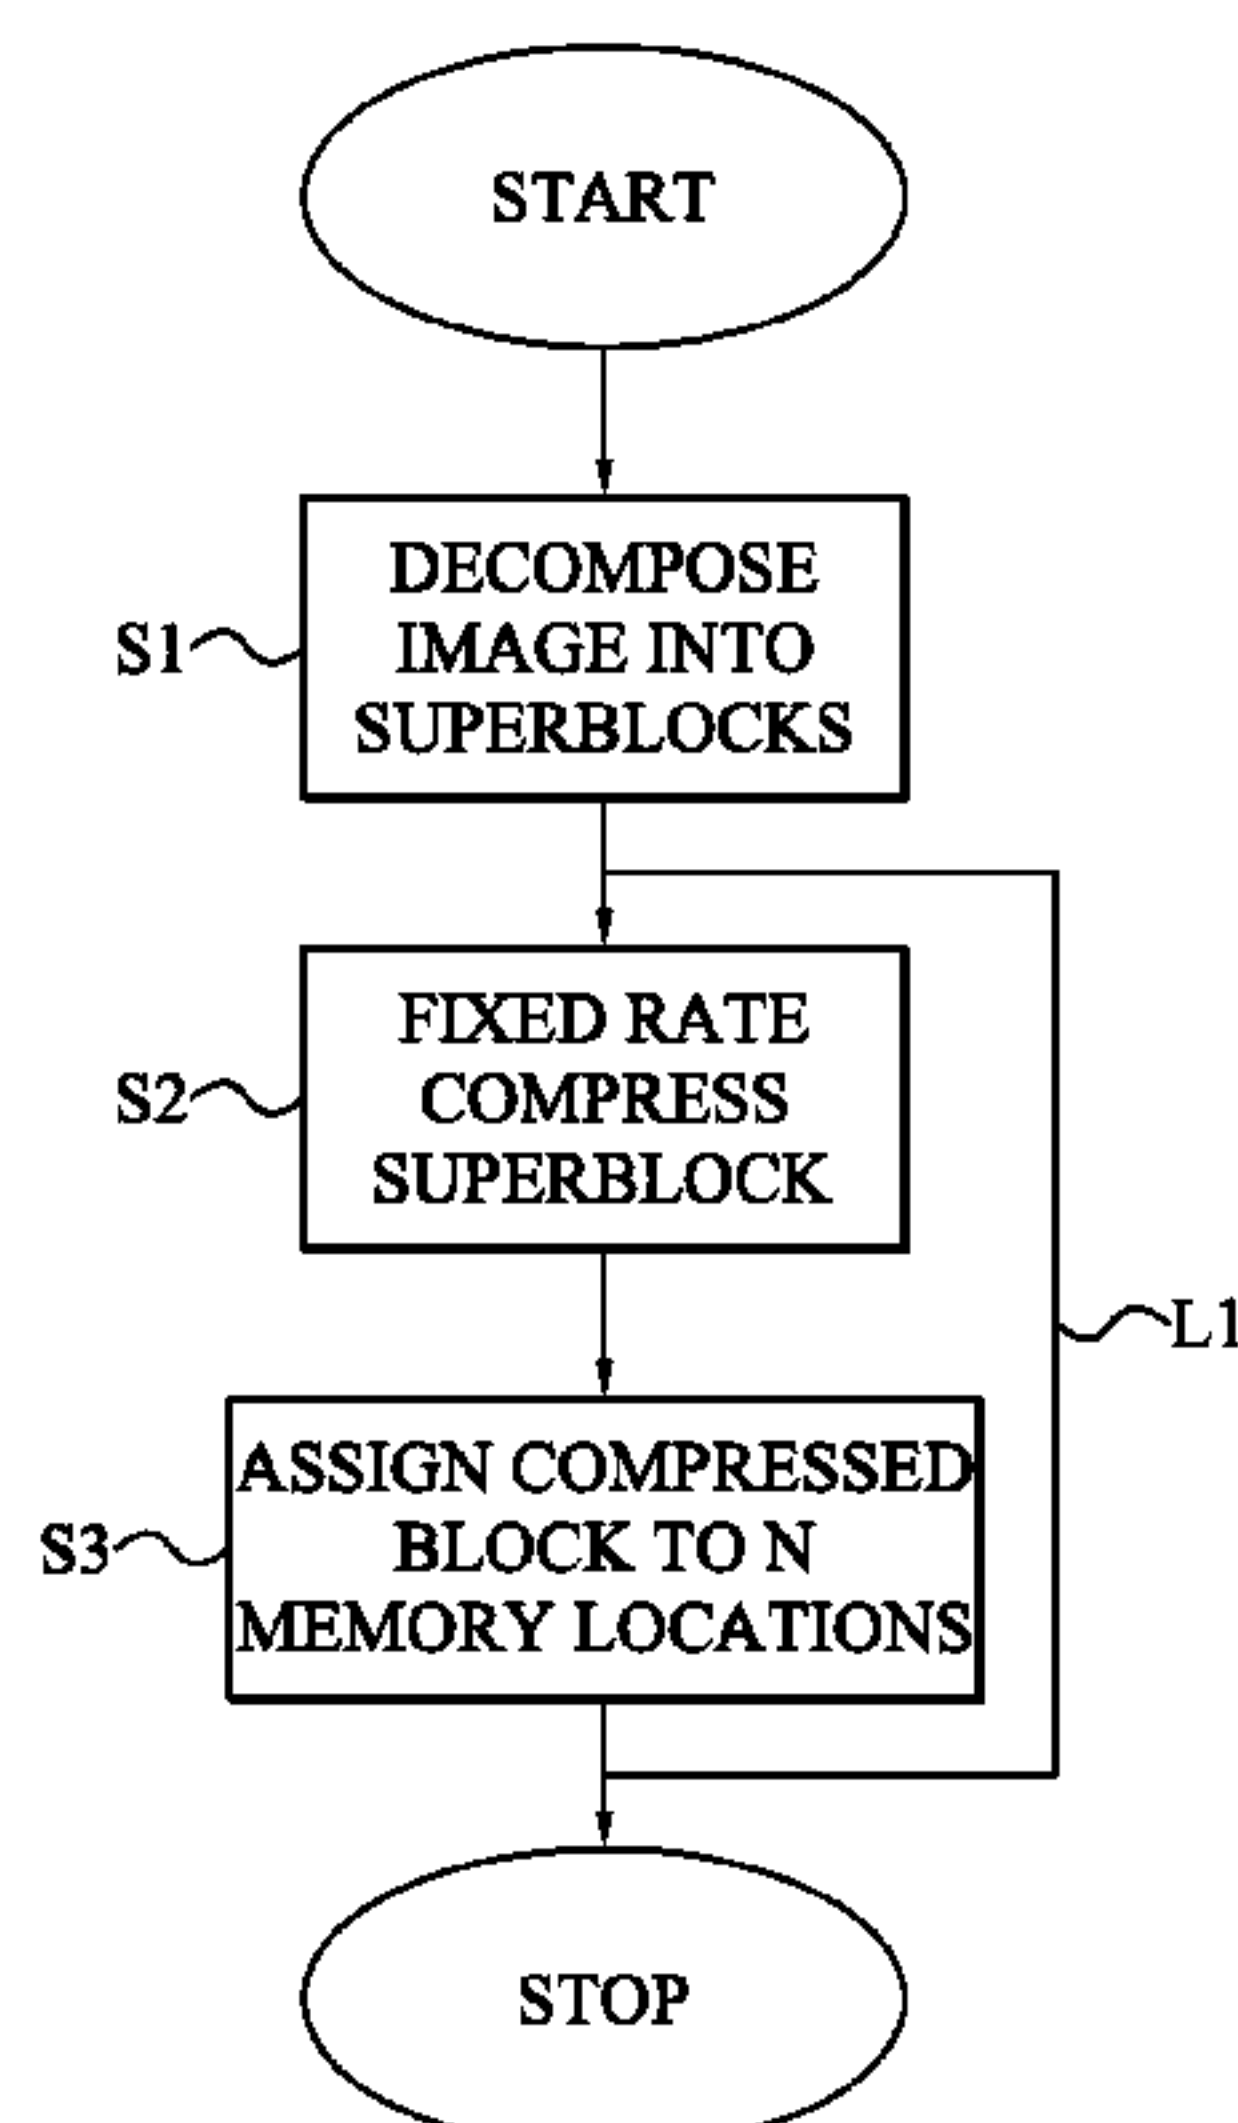 START
DECOMPOSE
IMAGE INTO
SUPERBLOCKS
S1
FIXED RATE
COMPRESS
SUPERBLOCK
S2
L1
ASSIGN COMPRESSED
BLOCK TO N
MEMORY LOCATIONS
S3
STOP